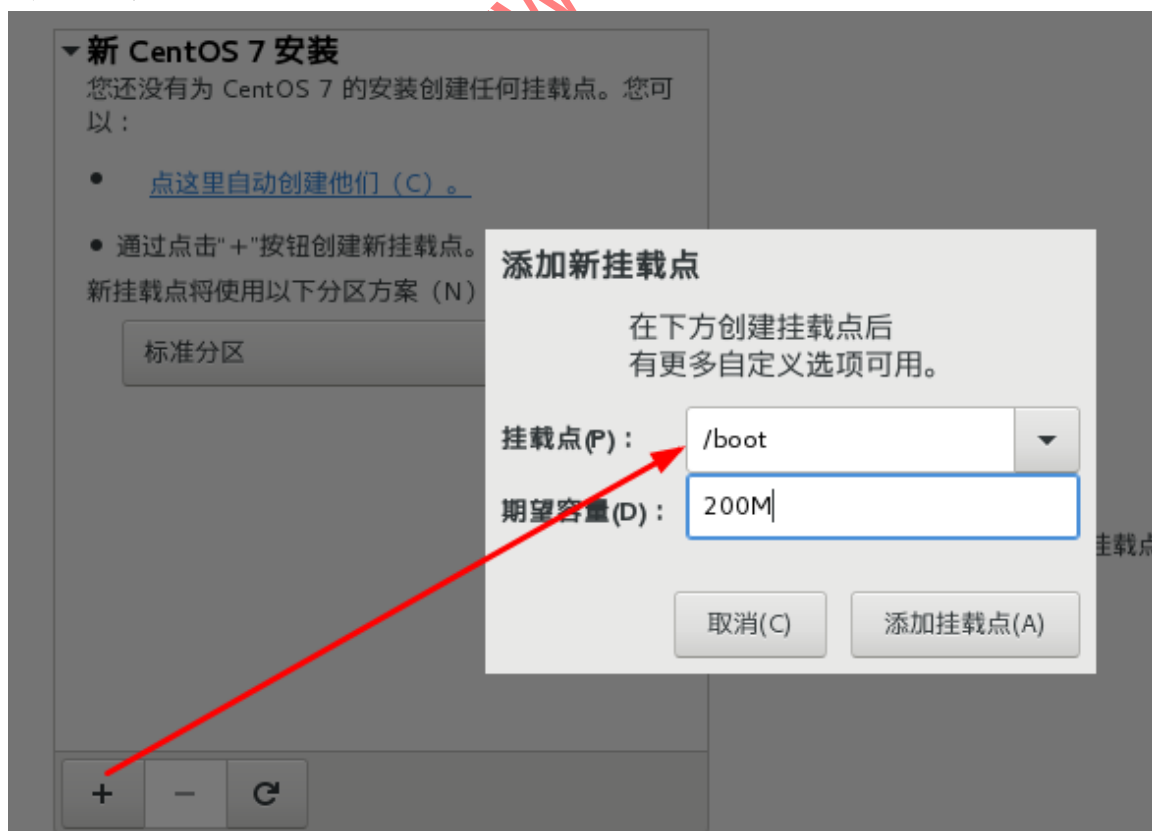 新 CentOS 7 安装
您还没有为 CentOS 7 的安装创建任何挂载点。您可
以：
• 点这里自动创建他们（C）。
• 通过点击“+”按钮创建新挂载点。
新挂载点将使用以下分区方案（N）
标准分区
添加新挂载点
在下方创建挂载点后
有更多自定义选项可用。
挂载点(P)：
/boot
期望容量(D)：
200M
挂载点
取消(C)
添加挂载点(A)
+
−